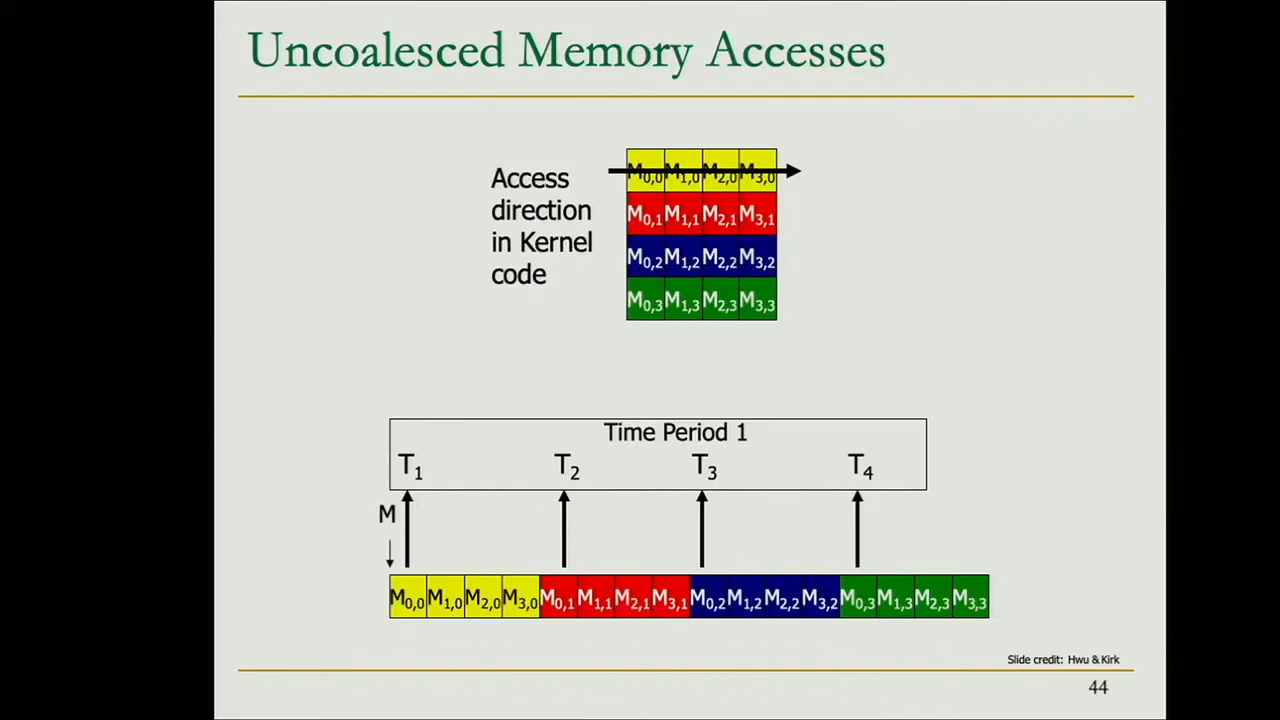 Uncoalesced Memory Accesses
Access
direction
in Kernel
code
M0,0 M1,0 M2,0 M3,0
M0,1 M1,1 M2,1 M3,1
M0,2 M1,2 M2,2 M3,2
M0,3 M1,3 M2,3 M3,3
Time Period 1
T1 T2 T3 T4
M
M0,0 M1,0 M2,0 M3,0 M0,1 M1,1 M2,1 M3,1 M0,2 M1,2 M2,2 M3,2 M0,3 M1,3 M2,3 M3,3
Slide credit: Hwu & Kirk
44